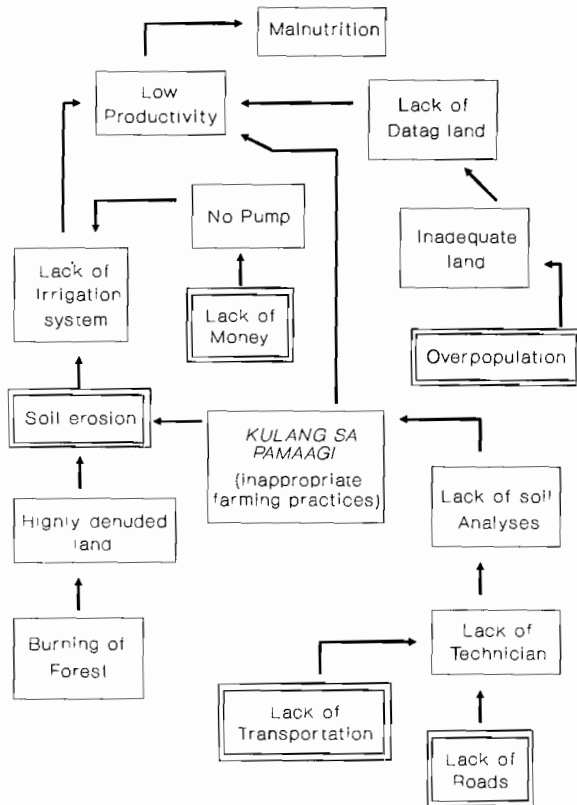 Malnutrition
Low
Productivity
Lack of
Datag land
No Pump
Inadequate
land
Lack of
Irrigation
system
Lack of
Money
Overpopulation
Soil erosion
KULANG SA
PAMAAGI
(inappropriate
farming practices)
Lack of soil
Analyses
Highly denuded
land
Burning of
Forest
Lack of
Technician
Lack of
Transportation
Lack of
Roads